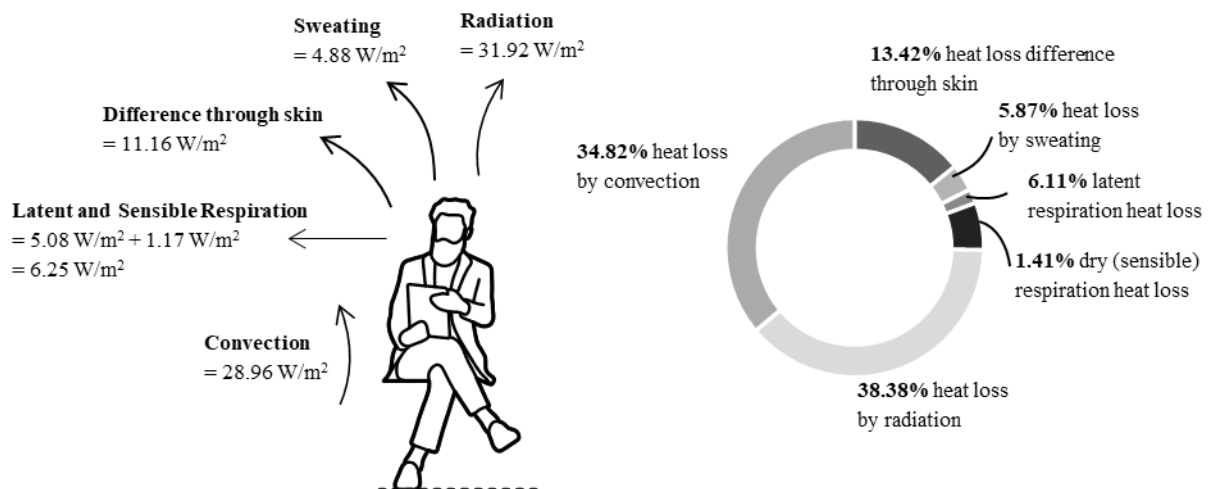 Sweating
= 4.88 W/m²
Radiation
= 31.92 W/m²
Difference through skin
= 11.16 W/m²
Latent and Sensible Respiration
= 5.08 W/m² + 1.17 W/m²
= 6.25 W/m²
Convection
= 28.96 W/m²
13.42% heat loss difference
through skin
5.87% heat loss
by sweating
6.11% latent
respiration heat loss
1.41% dry (sensible)
respiration heat loss
38.38% heat loss
by radiation
34.82% heat loss
by convection